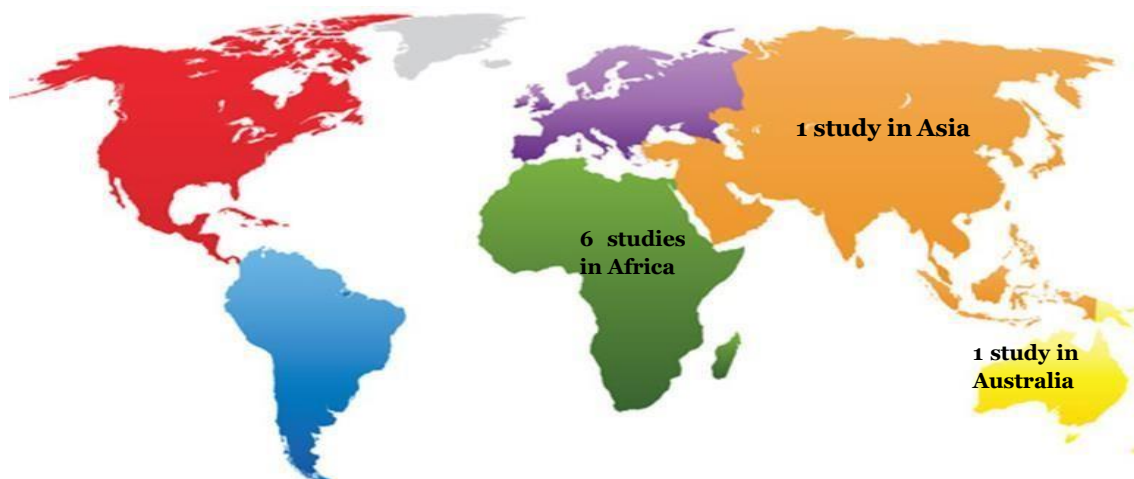 1 study in Asia
6 studies
in Africa
1 study in
Australia